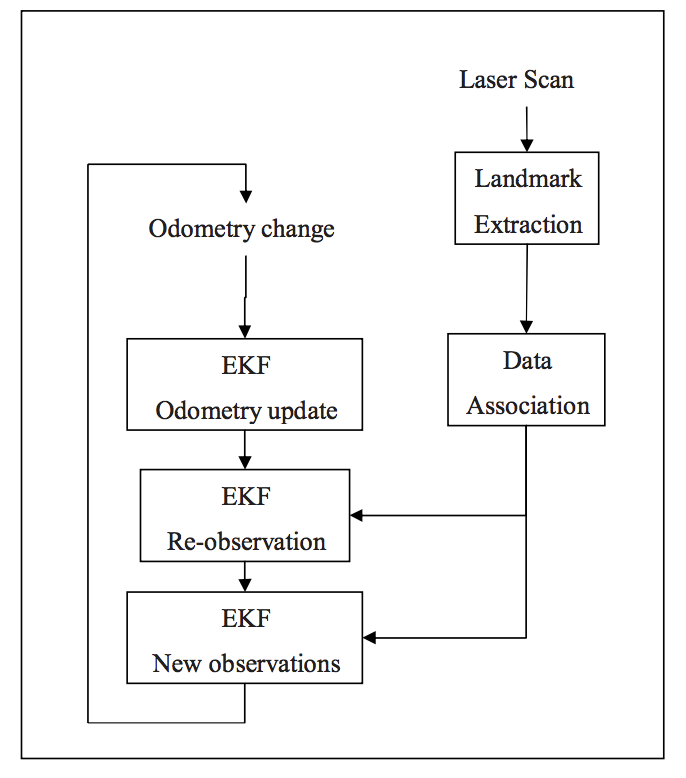 Laser Scan
Landmark
Extraction
Odometry change
EKF
Odometry update
Data
Association
EKF
Re-observation
EKF
New observations